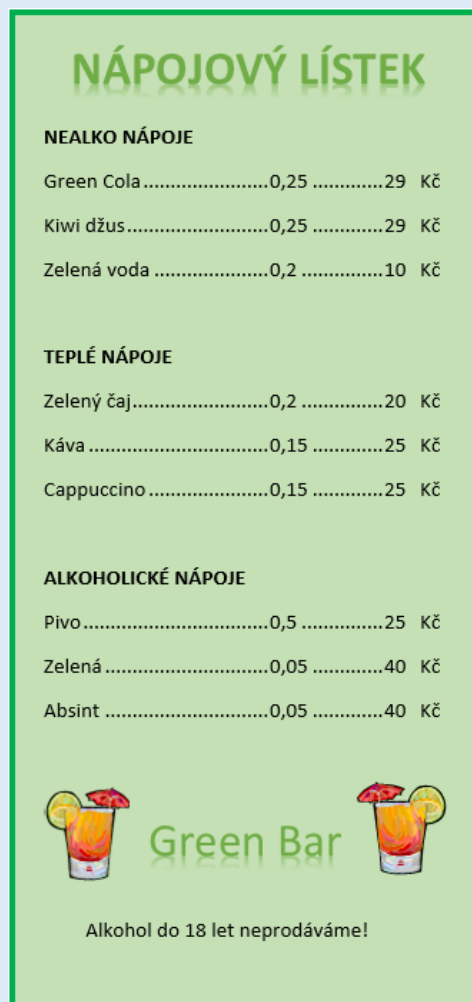 NÁPOJOVÝ LÍSTEK
NEALKO NÁPOJE
Green Cola.......................0,25 .............29 Kč
Kiwi džus..........................0,25 .............29 Kč
Zelená voda .....................0,2 ...............10 Kč
TEPLÉ NÁPOJE
Zelený čaj.........................0,2 ...............20 Kč
Káva .................................0,15 .............25 Kč
Cappuccino ......................0,15 .............25 Kč
ALKOHOLICKÉ NÁPOJE
Pivo..................................0,5 ...............25 Kč
Zelená ..............................0,05 .............40 Kč
Absint ..............................0,05 .............40 Kč
Green Bar
Alkohol do 18 let neprodáváme!